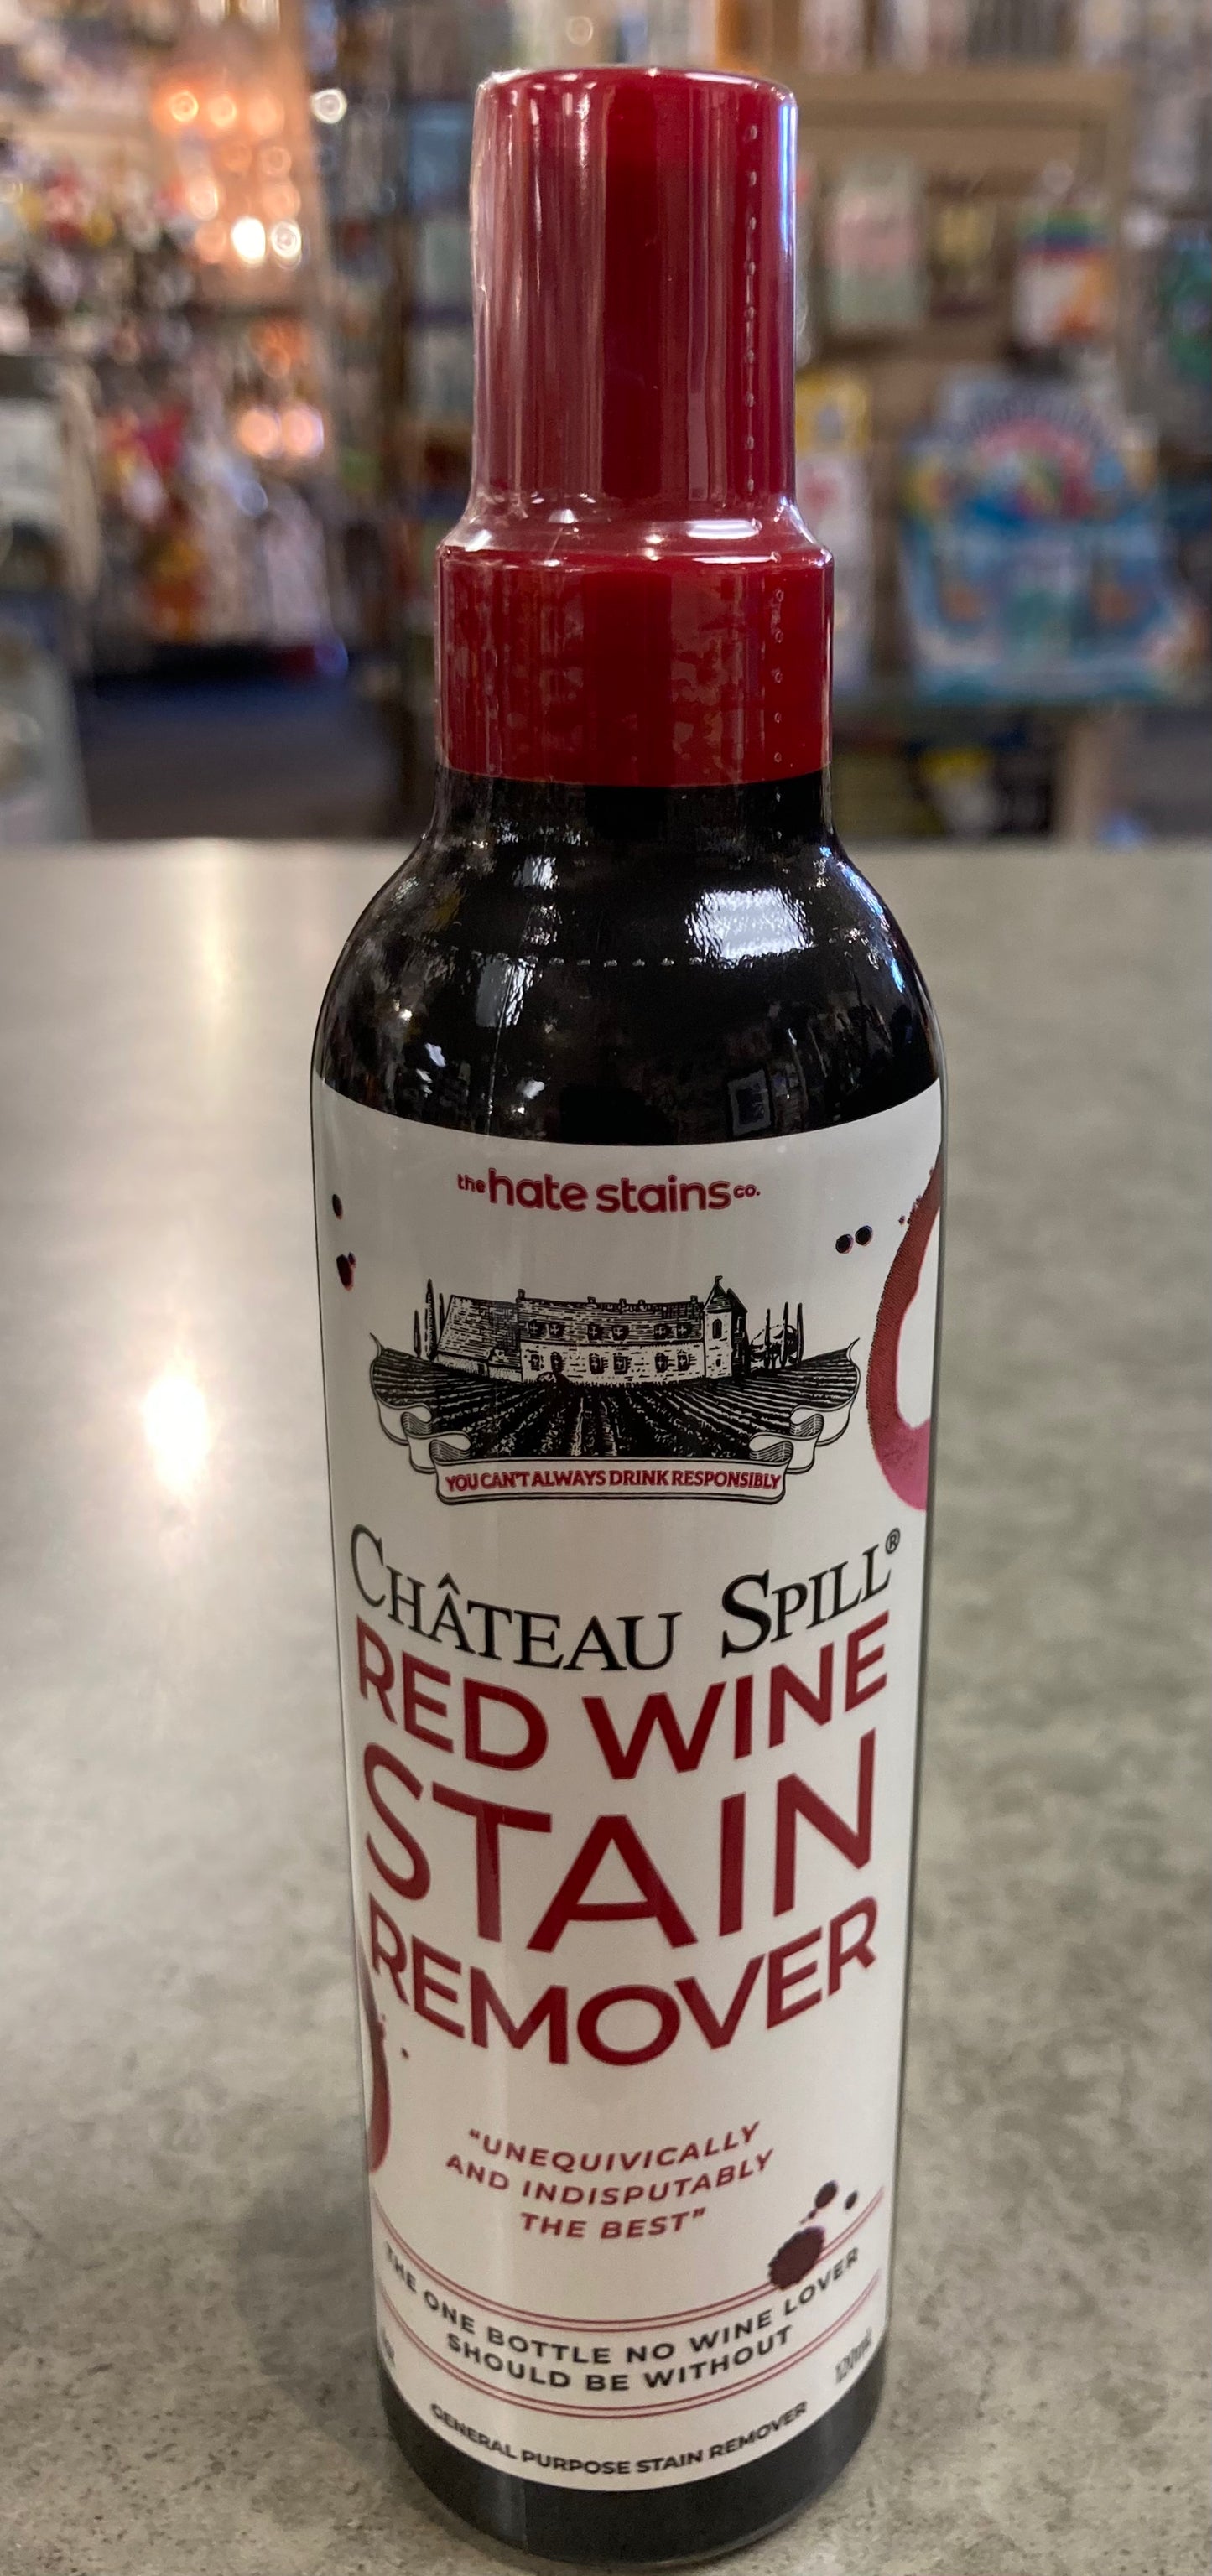 the hate stains co.
YOU CAN'T ALWAYS DRINK RESPONSIBLY
CHÂTEAU SPILL®
RED WINE
STAIN
REMOVER
"UNEQUIVICALLY
AND INDISPUTABLY
THE BEST"
THE ONE BOTTLE NO WINE LOVER
SHOULD BE WITHOUT
120ml
GENERAL PURPOSE STAIN REMOVER